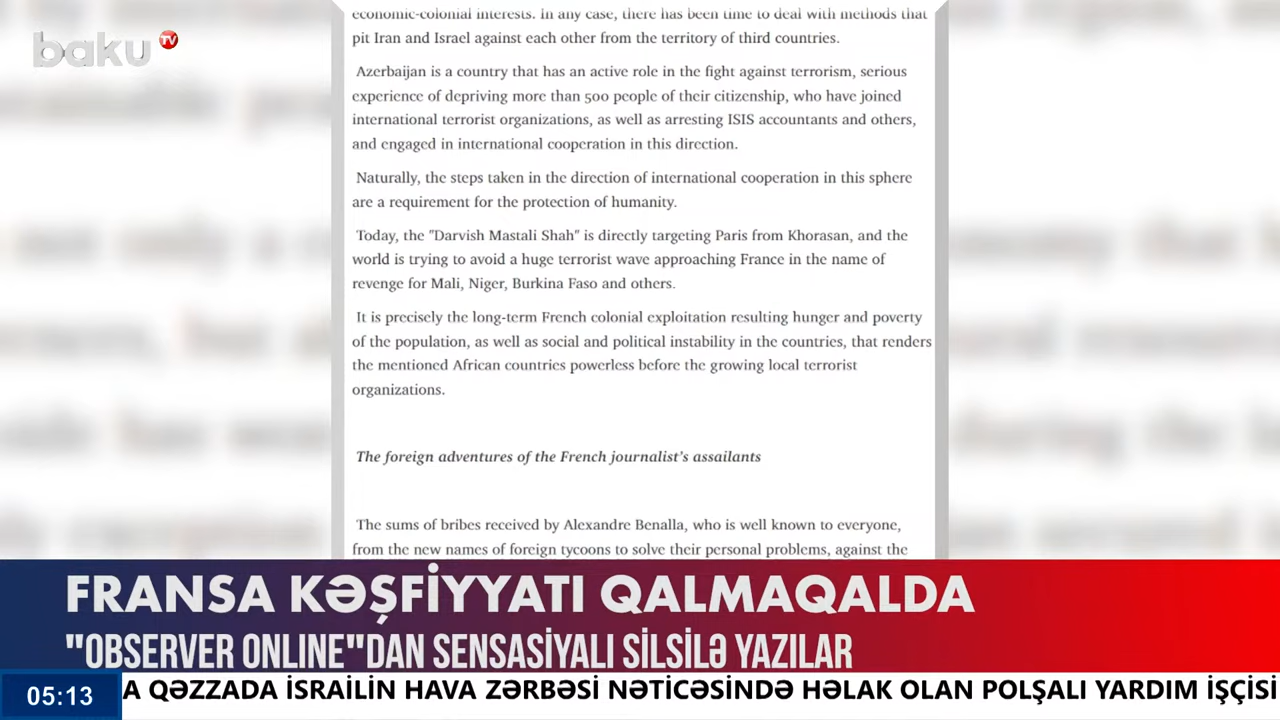 economic-colonial interests. In any case, there has been time to deal with methods that
baku TV
pit Iran and Israel against each other from the territory of third countries.
Azerbaijan is a country that has an active role in the fight against terrorism, serious
experience of depriving more than 500 people of their citizenship, who have joined
international terrorist organizations, as well as arresting ISIS accountants and others,
and engaged in international cooperation in this direction.
Naturally, the steps taken in the direction of international cooperation in this sphere
are a requirement for the protection of humanity.
Today, the "Darvish Mastali Shah" is directly targeting Paris from Khorasan, and the
world is trying to avoid a huge terrorist wave approaching France in the name of
revenge for Mali, Niger, Burkina Faso and others.
It is precisely the long-term French colonial exploitation resulting hunger and poverty
of the population, as well as social and political instability in the countries, that renders
the mentioned African countries powerless before the growing local terrorist
organizations.
The foreign adventures of the French journalist's assailants
The sums of bribes received by Alexandre Benalla, who is well known to everyone,
from the new names of foreign tycoons to solve their personal problems, against the
FRANSA KƏŞFİYYATI QALMAQALDA
"OBSERVER ONLINE"DAN SENSASİYALI SİLSİLƏ YAZILAR
05:13 A QƏZZADA İSRAİLİN HAVA ZƏRBƏSİ NƏTİCƏSİNDƏ HƏLAK OLAN POLŞALI YARDIM İŞÇİSİ